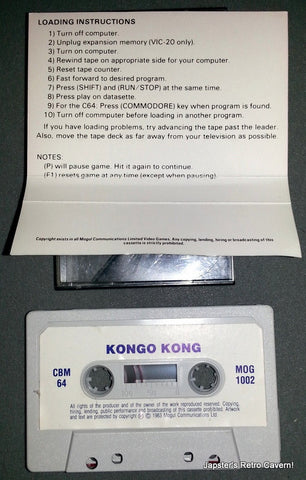 LOADING INSTRUCTIONS
1) Turn off computer.
2) Unplug expansion memory (VIC-20 only).
3) Turn on computer.
4) Rewind tape on appropriate side for your computer.
5) Reset tape counter.
6) Fast forward to desired program.
7) Press (SHIFT) and (RUN/STOP) at the same time.
8) Press play on datasette.
9) For the C64: Press (COMMODORE) key when program is found.
10) Turn off commputer before loading in another program.
If you have loading problems, try advancing the tape past the leader.
Also, move the tape deck as far away from your television as possible.
NOTES:
(P) will pause game. Hit it again to continue.
(F1) resets game at any time (except when pausing).
Copyright exists in all Mogul Communications Limited Video Games. Any copying, lending, hiring or broadcasting of this
cassette is strictly prohibited.
KONGO KONG
CBM
64
MOG
1002
All rights of the producer and of the owner of the work reproduced reserved. Copying,
hiring, lending, public performance and broadcasting of this cassette prohibited. Artwork
and text are protected by copyright © 1983 Mogul Communications Ltd.
Japster's Retro Cavern!